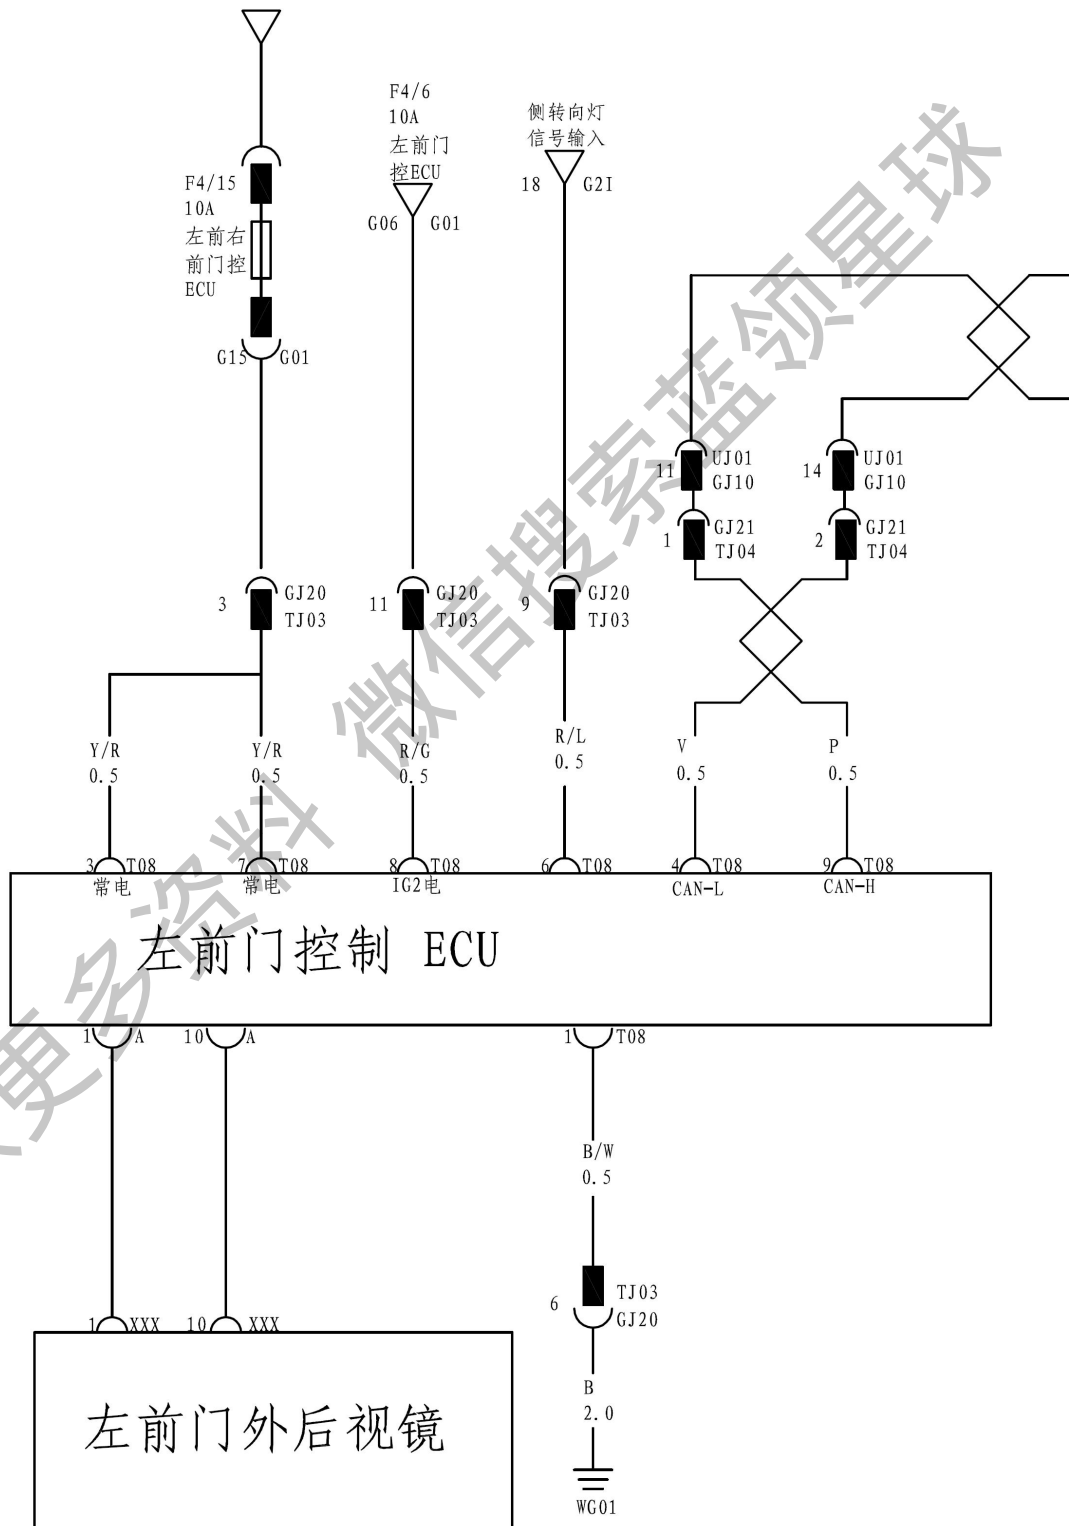 F4/6
10A
左前门
控ECU
侧转向灯
信号输入
18 G2I
F4/15
10A
左前右
前门控
ECU
G06 G01
G15 G01
11 UJ01
GJ10
14 UJ01
GJ10
1 GJ21
TJ04
2 GJ21
TJ04
3 GJ20
TJ03
11 GJ20
TJ03
9 GJ20
TJ03
Y/R
0.5
Y/R
0.5
R/G
0.5
R/L
0.5
V
0.5
P
0.5
3 T08
常电
7 T08
常电
8 T08
IG2电
6 T08
4 T08
CAN-L
9 T08
CAN-H
左前门控制 ECU
1 A
10 A
1 T08
B/W
0.5
6 TJ03
GJ20
1 XXX
10 XXX
B
2.0
左前门外后视镜
WG01
更多资料 微信搜索蓝领星球